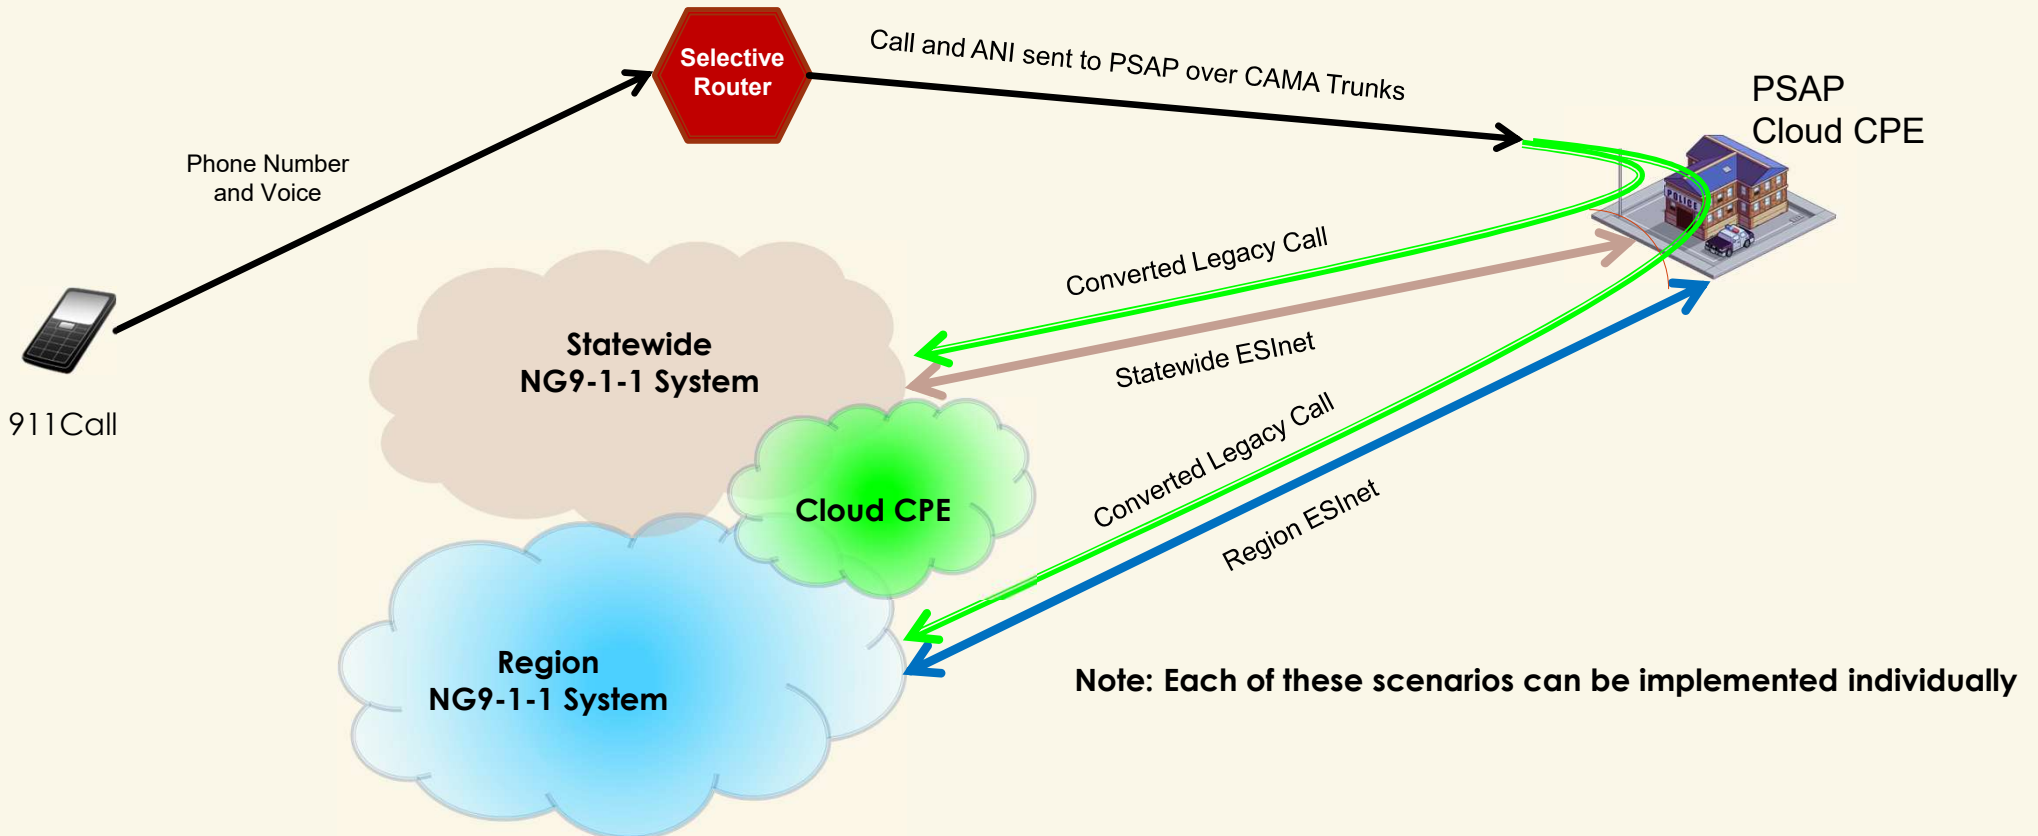 Selective
Router
Call and ANI sent to PSAP over CAMA Trunks
PSAP
Cloud CPE
POLICE
Phone Number
and Voice
Converted Legacy Call
Statewide
NG9-1-1 System
Statewide ESInet
911Call
Converted Legacy Call
Cloud CPE
Region ESInet
Region
NG9-1-1 System
Note: Each of these scenarios can be implemented individually